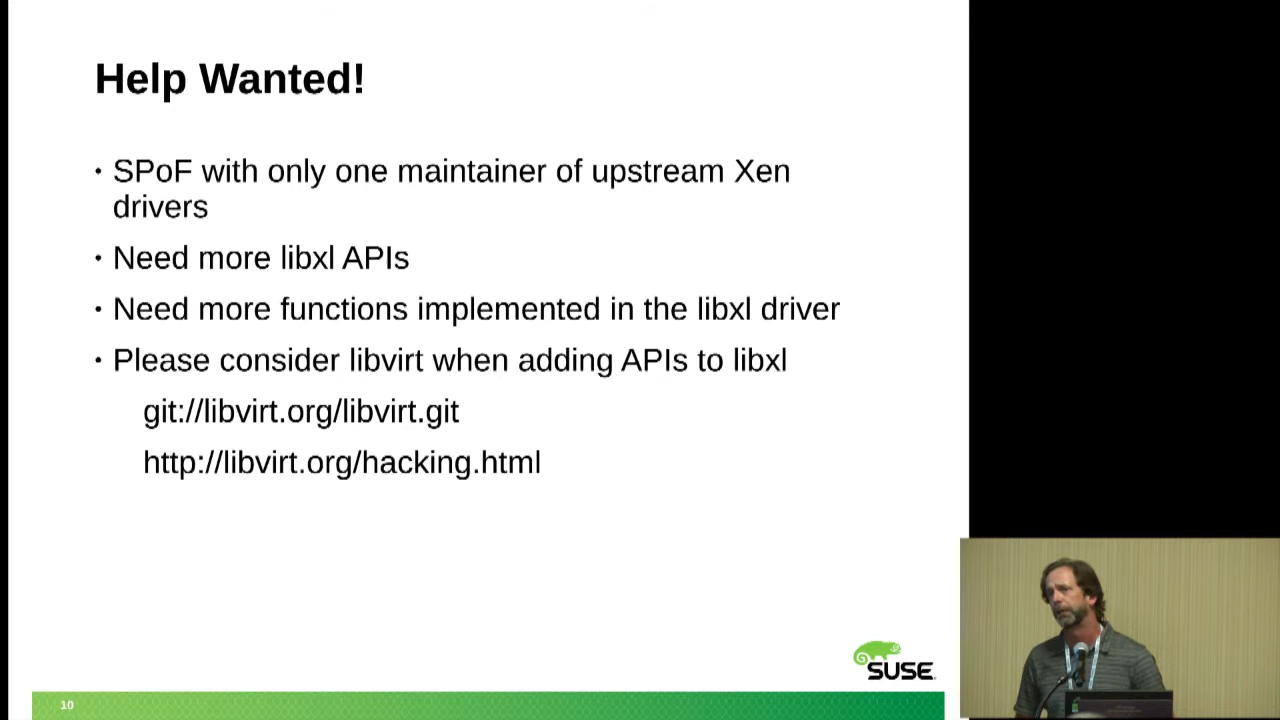 Help Wanted!
• SPoF with only one maintainer of upstream Xen
drivers
• Need more libxl APIs
• Need more functions implemented in the libxl driver
• Please consider libvirt when adding APIs to libxl
git://libvirt.org/libvirt.git
http://libvirt.org/hacking.html
SUSE
10